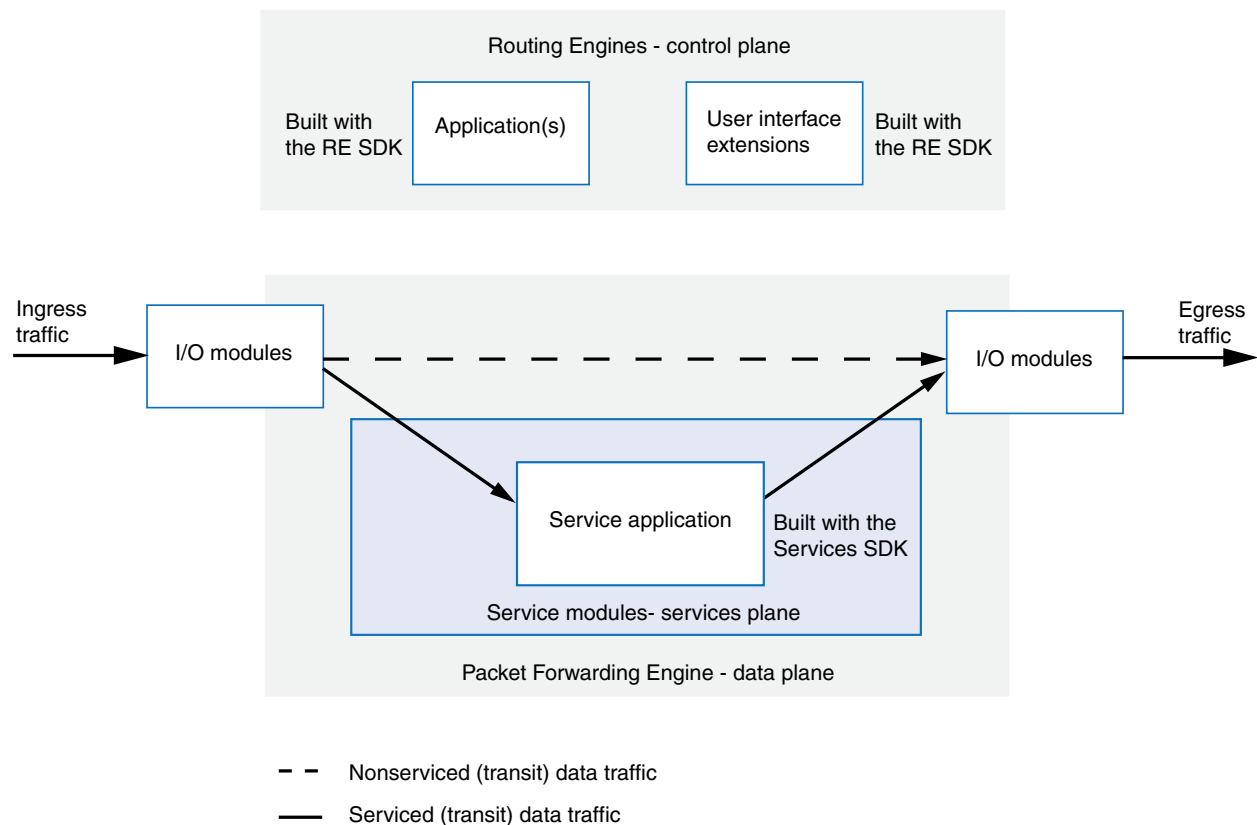 Routing Engines - control plane
Built with
the RE SDK
Application(s)
User interface
extensions
Built with
the RE SDK
Ingress
traffic
I/O modules
I/O modules
Egress
traffic
Service application
Built with the
Services SDK
Service modules- services plane
Packet Forwarding Engine - data plane
Nonserviced (transit) data traffic
Serviced (transit) data traffic